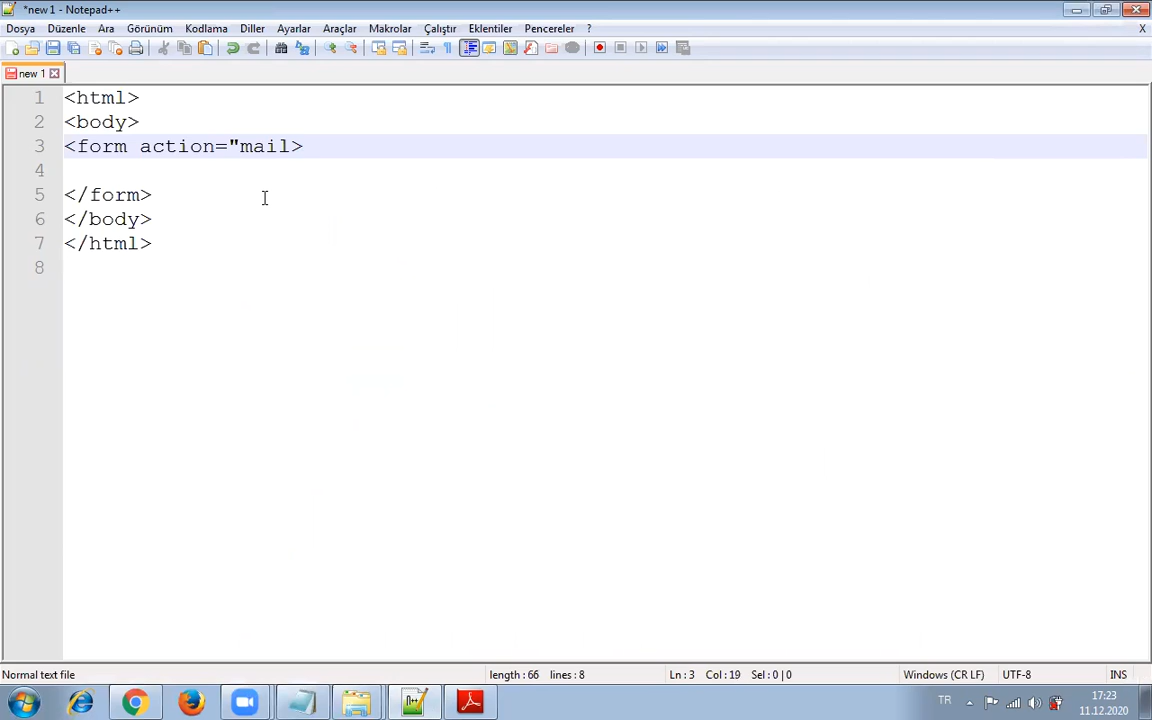 *new 1 - Notepad++
Dosya Düzenle Ara Görünüm Kodlama Diller Ayarlar Araçlar Makrolar Çalıştır Eklentiler Pencereler ? X
new 1
1 <html>
2 <body>
3 <form action="mail>
4
5 </form>
6 </body>
7 </html>
8
Normal text file length : 66 lines : 8 Ln : 3 Col : 19 Sel : 0 | 0 Windows (CR LF) UTF-8 INS
TR 17:23
11.12.2020